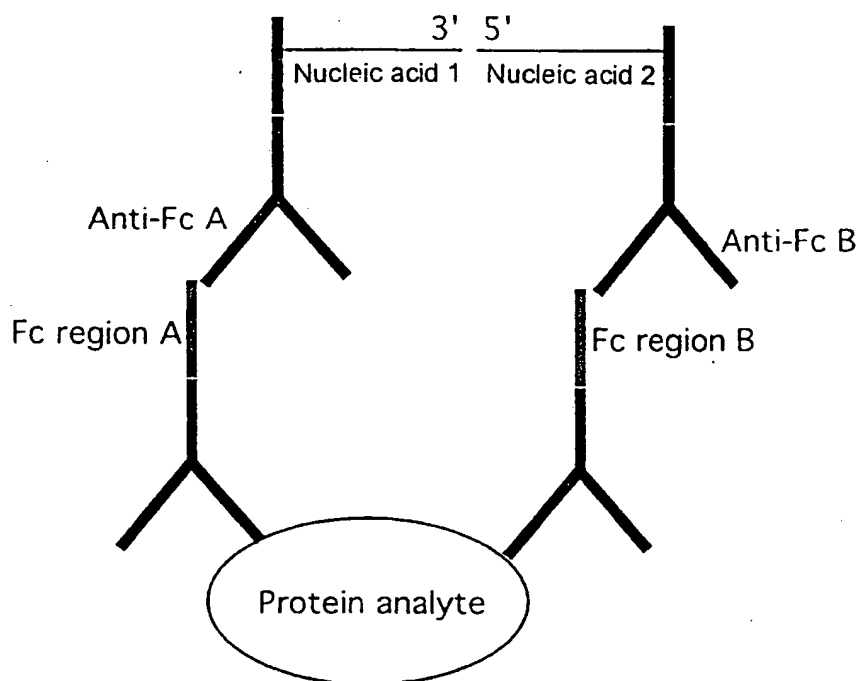 3' 5'
Nucleic acid 1 Nucleic acid 2
Anti-Fc A
Anti-Fc B
Fc region A
Fc region B
Protein analyte